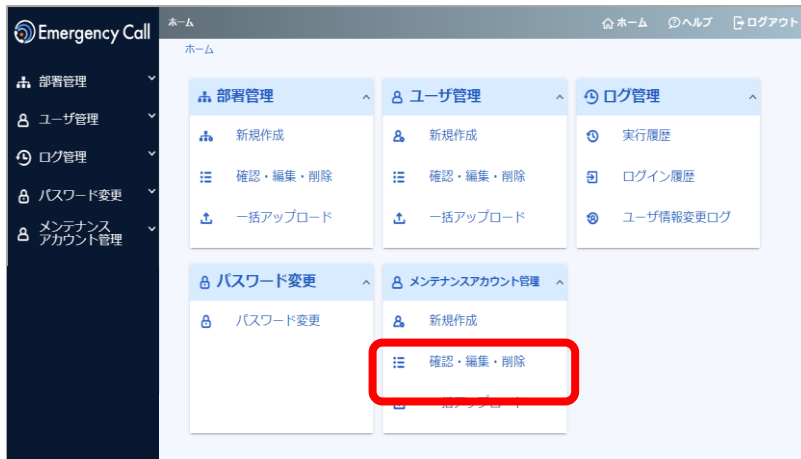 Emergency Call
ホーム
ホーム ヘルプ ログアウト
ホーム
部署管理
ユーザ管理
ログ管理
パスワード変更
メンテナンス
アカウント管理
部署管理
新規作成
確認・編集・削除
一括アップロード
ユーザ管理
新規作成
確認・編集・削除
一括アップロード
ログ管理
実行履歴
ログイン履歴
ユーザ情報変更ログ
パスワード変更
パスワード変更
メンテナンスアカウント管理
新規作成
確認・編集・削除